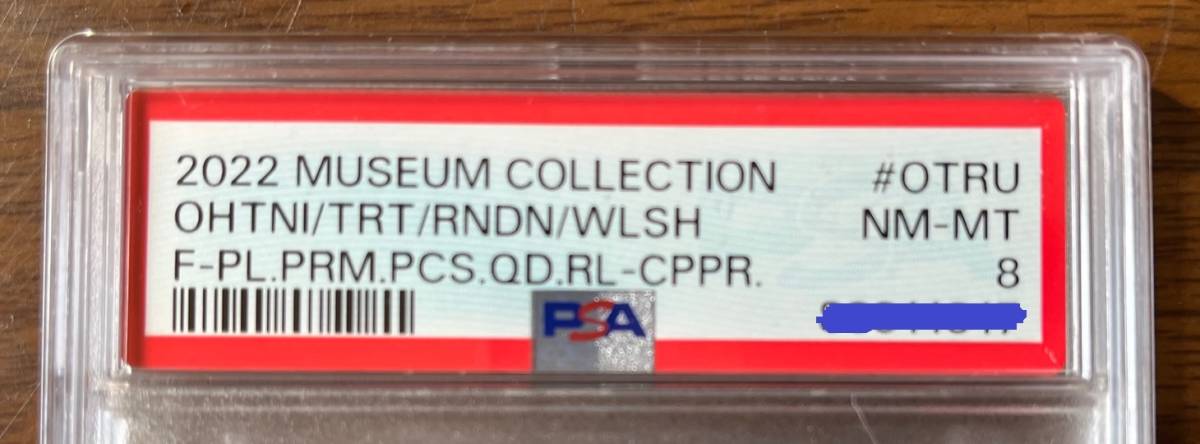 2022 MUSEUM COLLECTION #OTRU
OHTNI/TRT/RNDN/WLSH NM-MT
F-PL.PRM.PCS.QD.RL-CPPR. 8
PSA